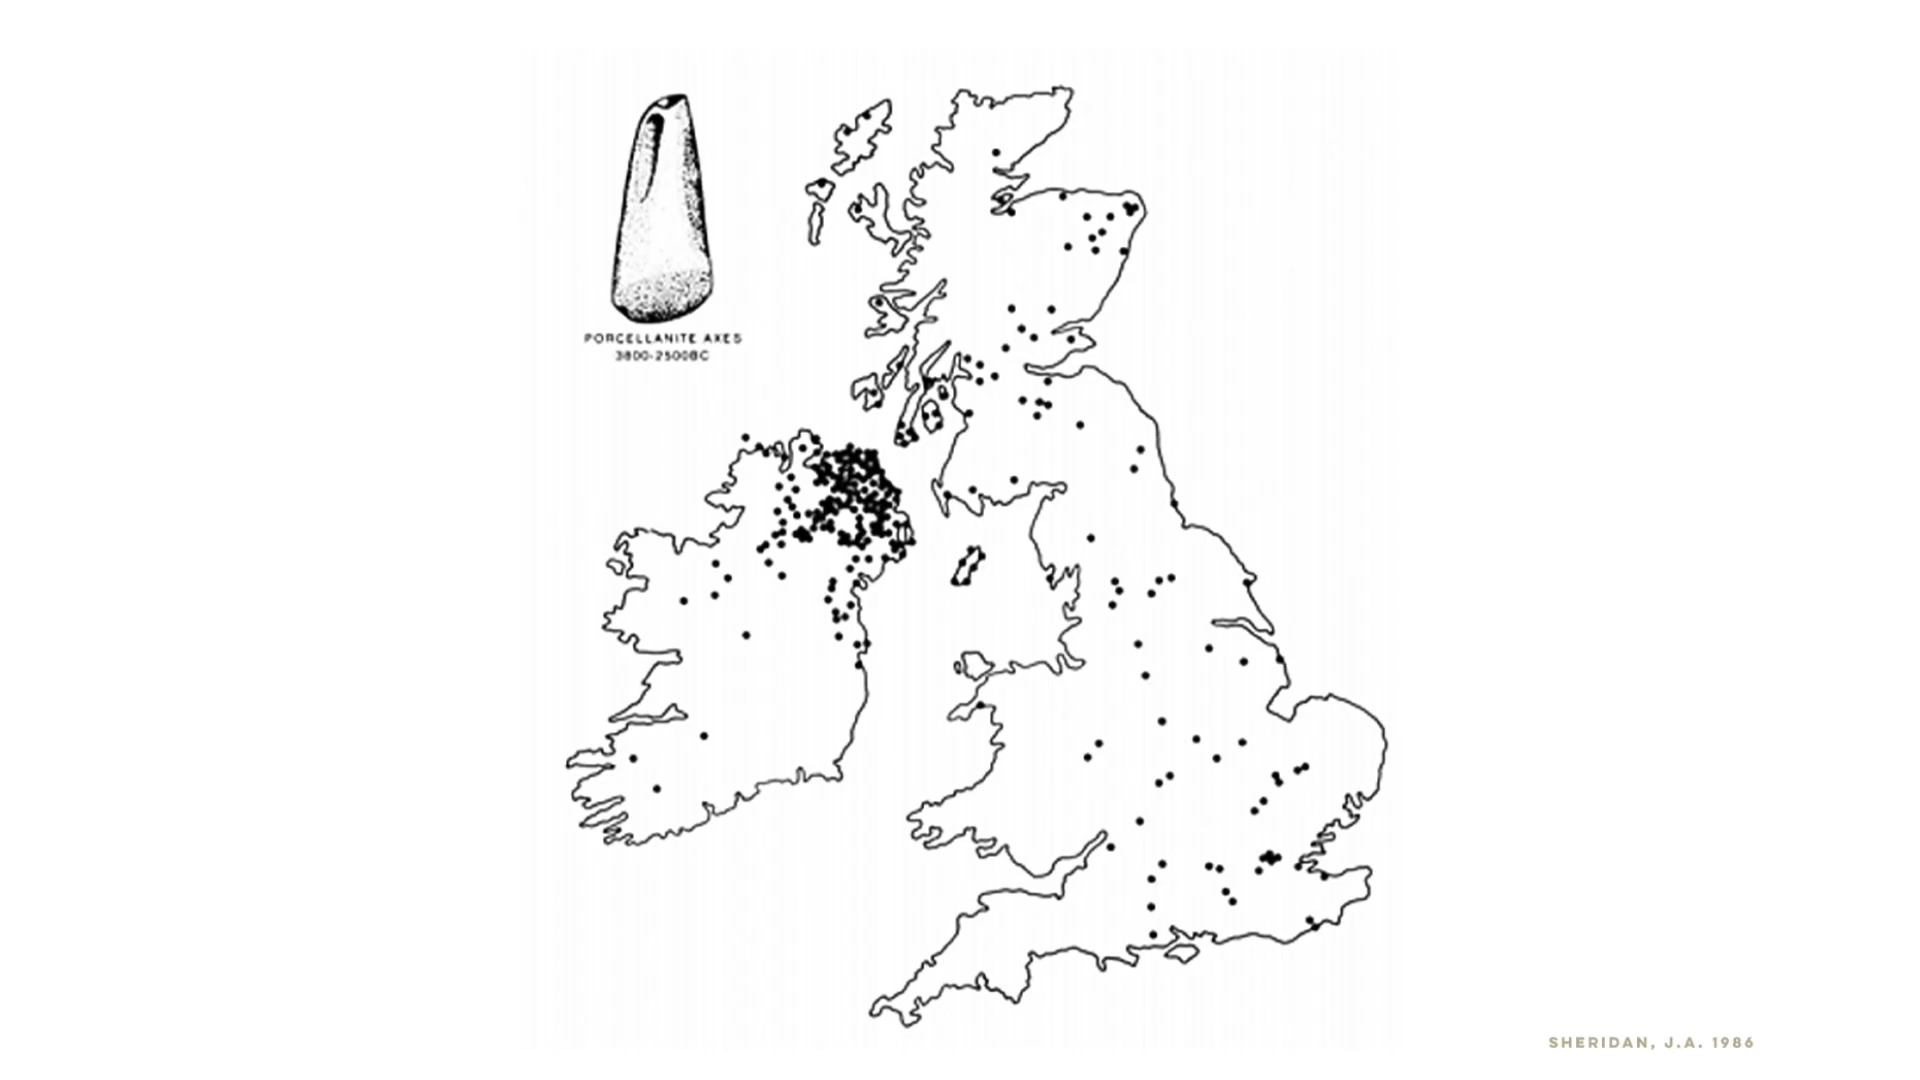 PORCELLANITE AXES
3800-2500BC
SHERIDAN, J.A. 1986